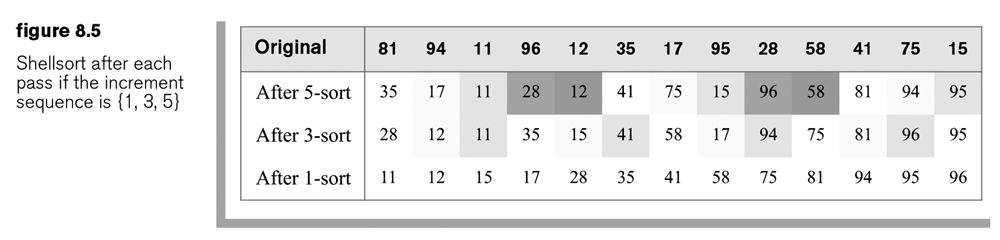 figure 8.5
Shellsort after each
pass if the increment
sequence is {1, 3, 5}
Original 81 94 11 96 12 35 17 95 28 58 41 75 15
After 5-sort 35 17 11 28 12 41 75 15 96 58 81 94 95
After 3-sort 28 12 11 35 15 41 58 17 94 75 81 96 95
After 1-sort 11 12 15 17 28 35 41 58 75 81 94 95 96